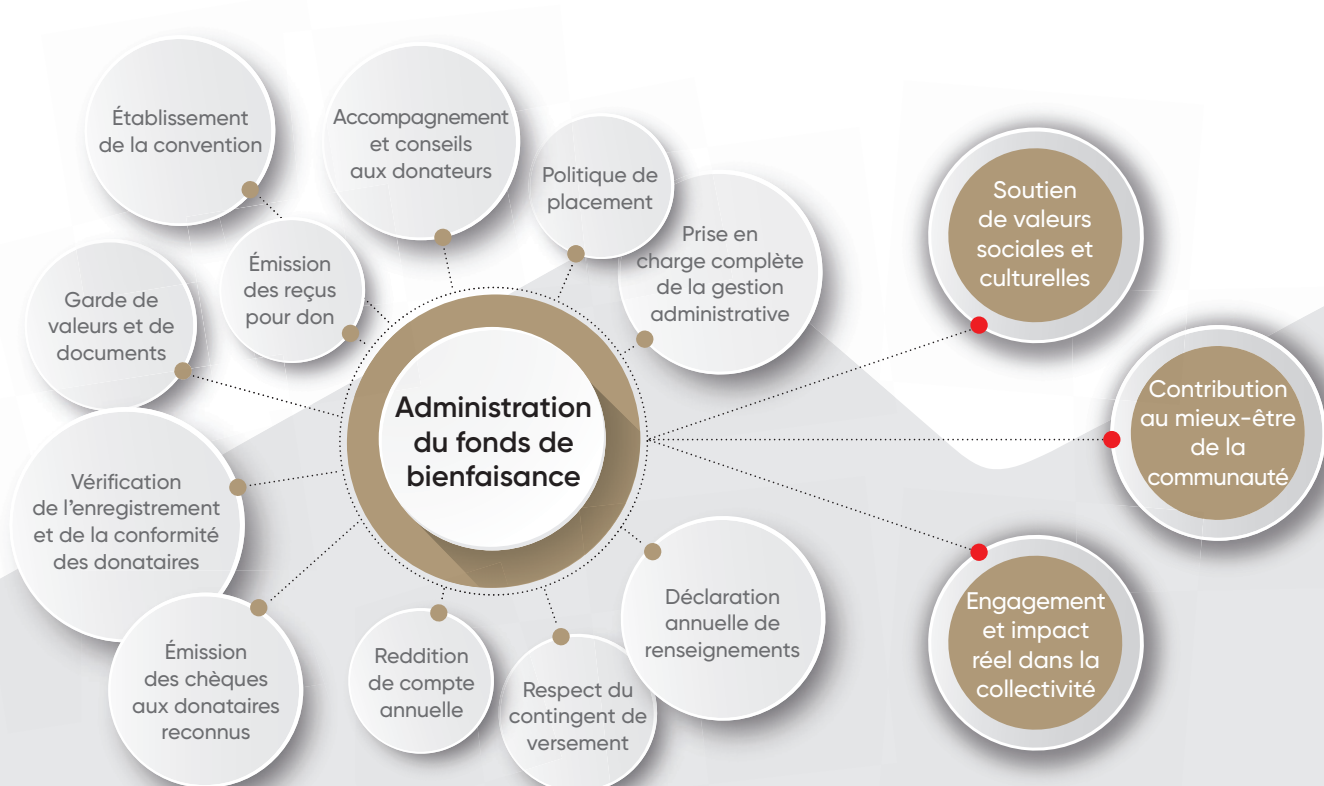 Établissement
de la convention
Accompagnement
et conseils
aux donateurs
Politique de
placement
Prise en
charge complète
de la gestion
administrative
Émission
des reçus
pour don
Garde de
valeurs et de
documents
Administration
du fonds de
bienfaisance
Vérification
de l'enregistrement
et de la conformité
des donataires
Émission
des chèques
aux donataires
reconnus
Reddition
de compte
annuelle
Respect du
contingent de
versement
Déclaration
annuelle de
renseignements
Soutien
de valeurs
sociales et
culturelles
Contribution
au mieux-être
de la
communauté
Engagement
et impact
réel dans la
collectivité